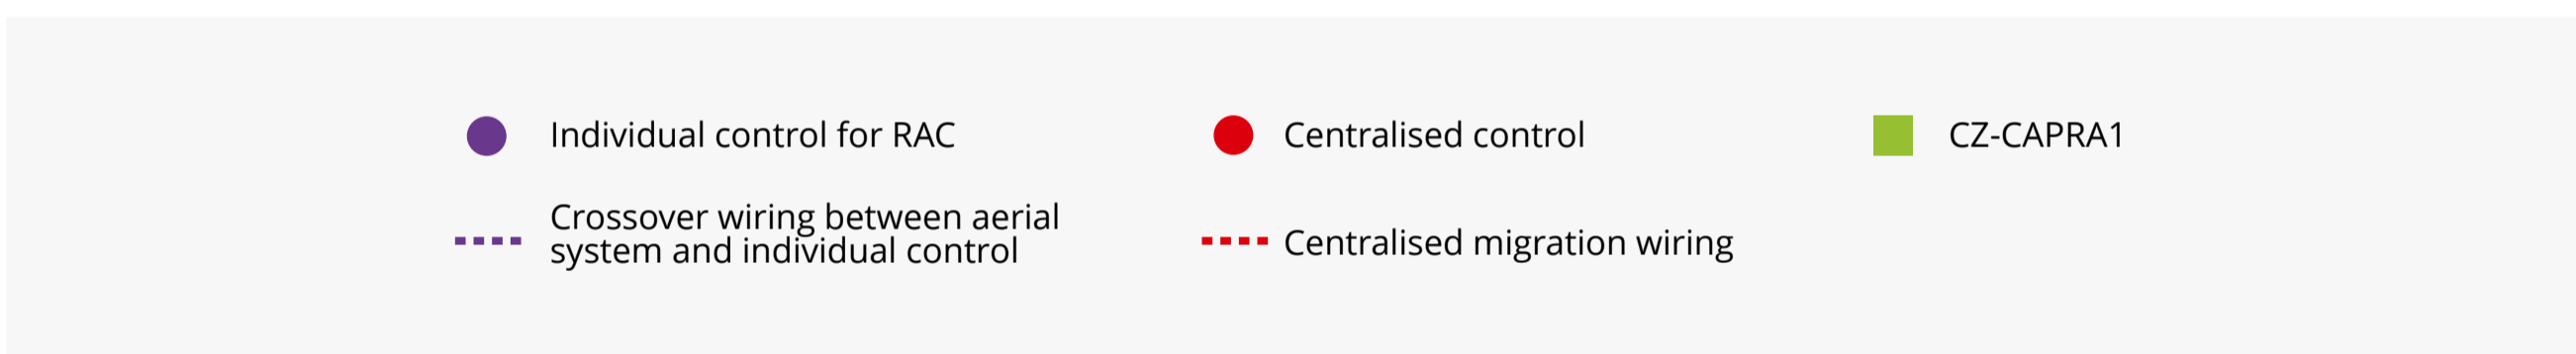 Individual control for RAC
Crossover wiring between aerial
system and individual control
Centralised control
Centralised migration wiring
CZ-CAPRA1